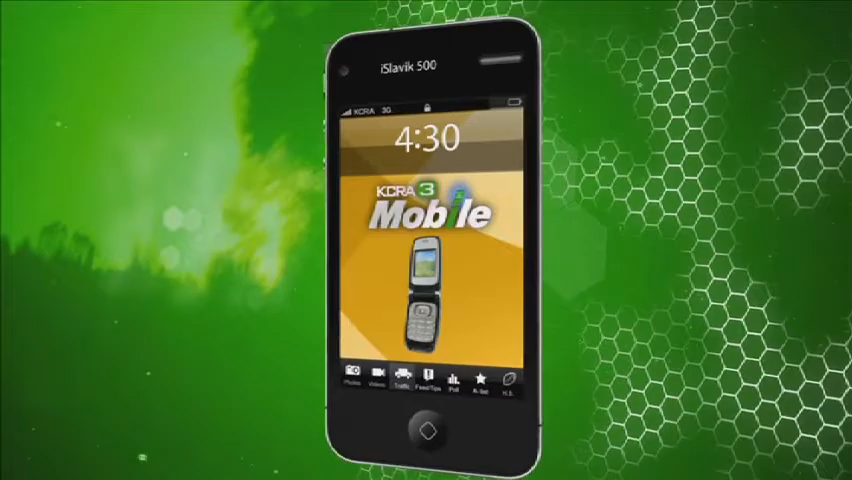 iSlavik 500
KCRA 3G
4:30
KCRA 3
Mobile
Photos Videos Traffic Feed/Tips Poll A-list H.S.